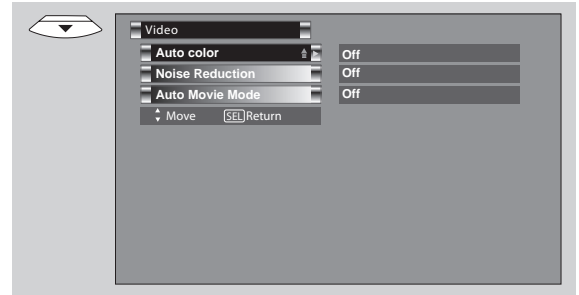 Video
Auto color Off
Noise Reduction Off
Auto Movie Mode Off
Move SEL Return